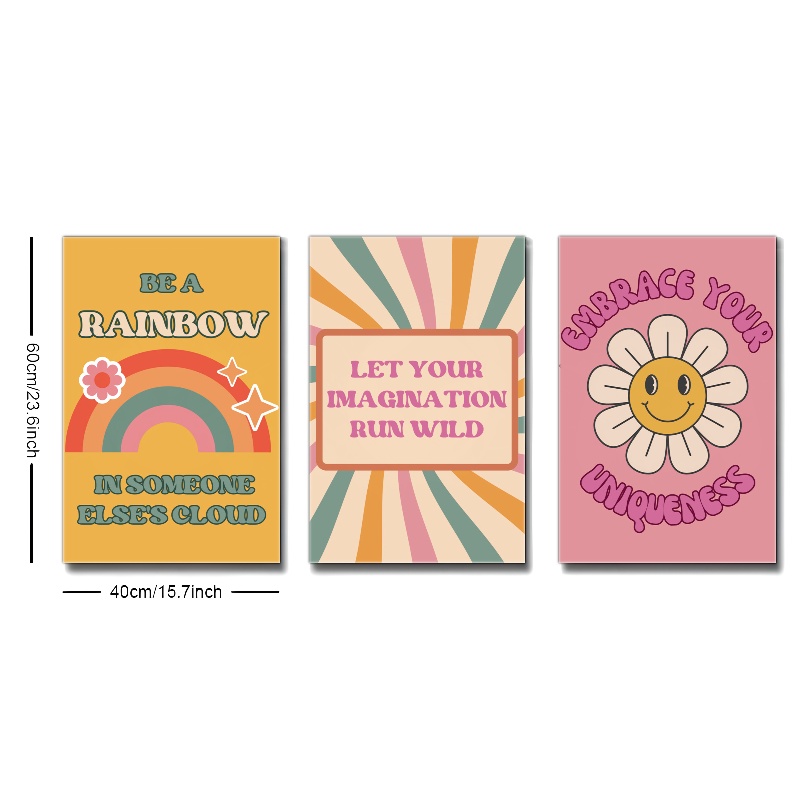 BE A
RAINBOW
IN SOMEONE
ELSE'S CLOUD
LET YOUR
IMAGINATION
RUN WILD
EMBRACE YOUR
UNIQUENESS
60cm/23.6inch
40cm/15.7inch